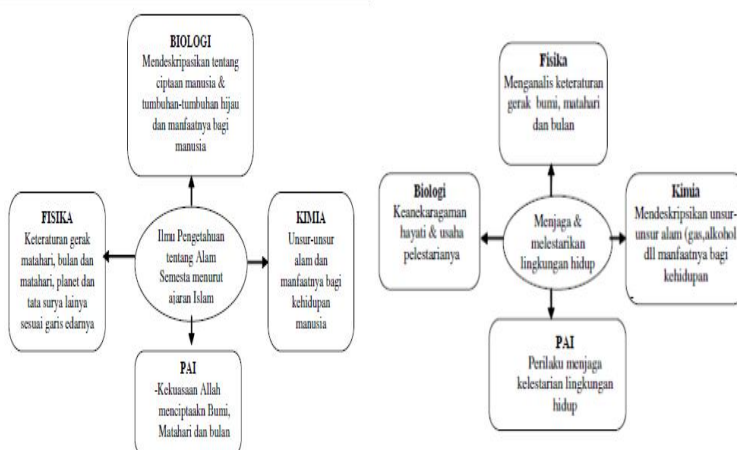 BIOLOGI
Mendeskripasikan tentang
ciptaan manusia &
tumbuhan-tumbuhan hijau
dan manfaatnya bagi
manusia
FISIKA
Keteraturan gerak
matahari, bulan dan
matahari, planet dan
tata surya lainya
sesuai garis edarnya
Ilmu Pengetahuan
tentang Alam
Semesta menurut
ajaran Islam
KIMIA
Unsur-unsur
alam dan
manfaatnya bagi
kehidupan
manusia
PAI
-Kekuasaan Allah
menciptaakn Bumi,
Matahari dan bulan
Fisika
Menganalis keteraturan
gerak bumi, matahari
dan bulan
Biologi
Keanekaragaman
hayati & usaha
pelestarianya
Menjaga &
melestarikan
lingkungan hidup
Kimia
Mendeskripsikan unsur-
unsur alam (gas,alkohol
dll manfaatnya bagi
kehidupan
PAI
Perilaku menjaga
kelestarian lingkungan
hidup